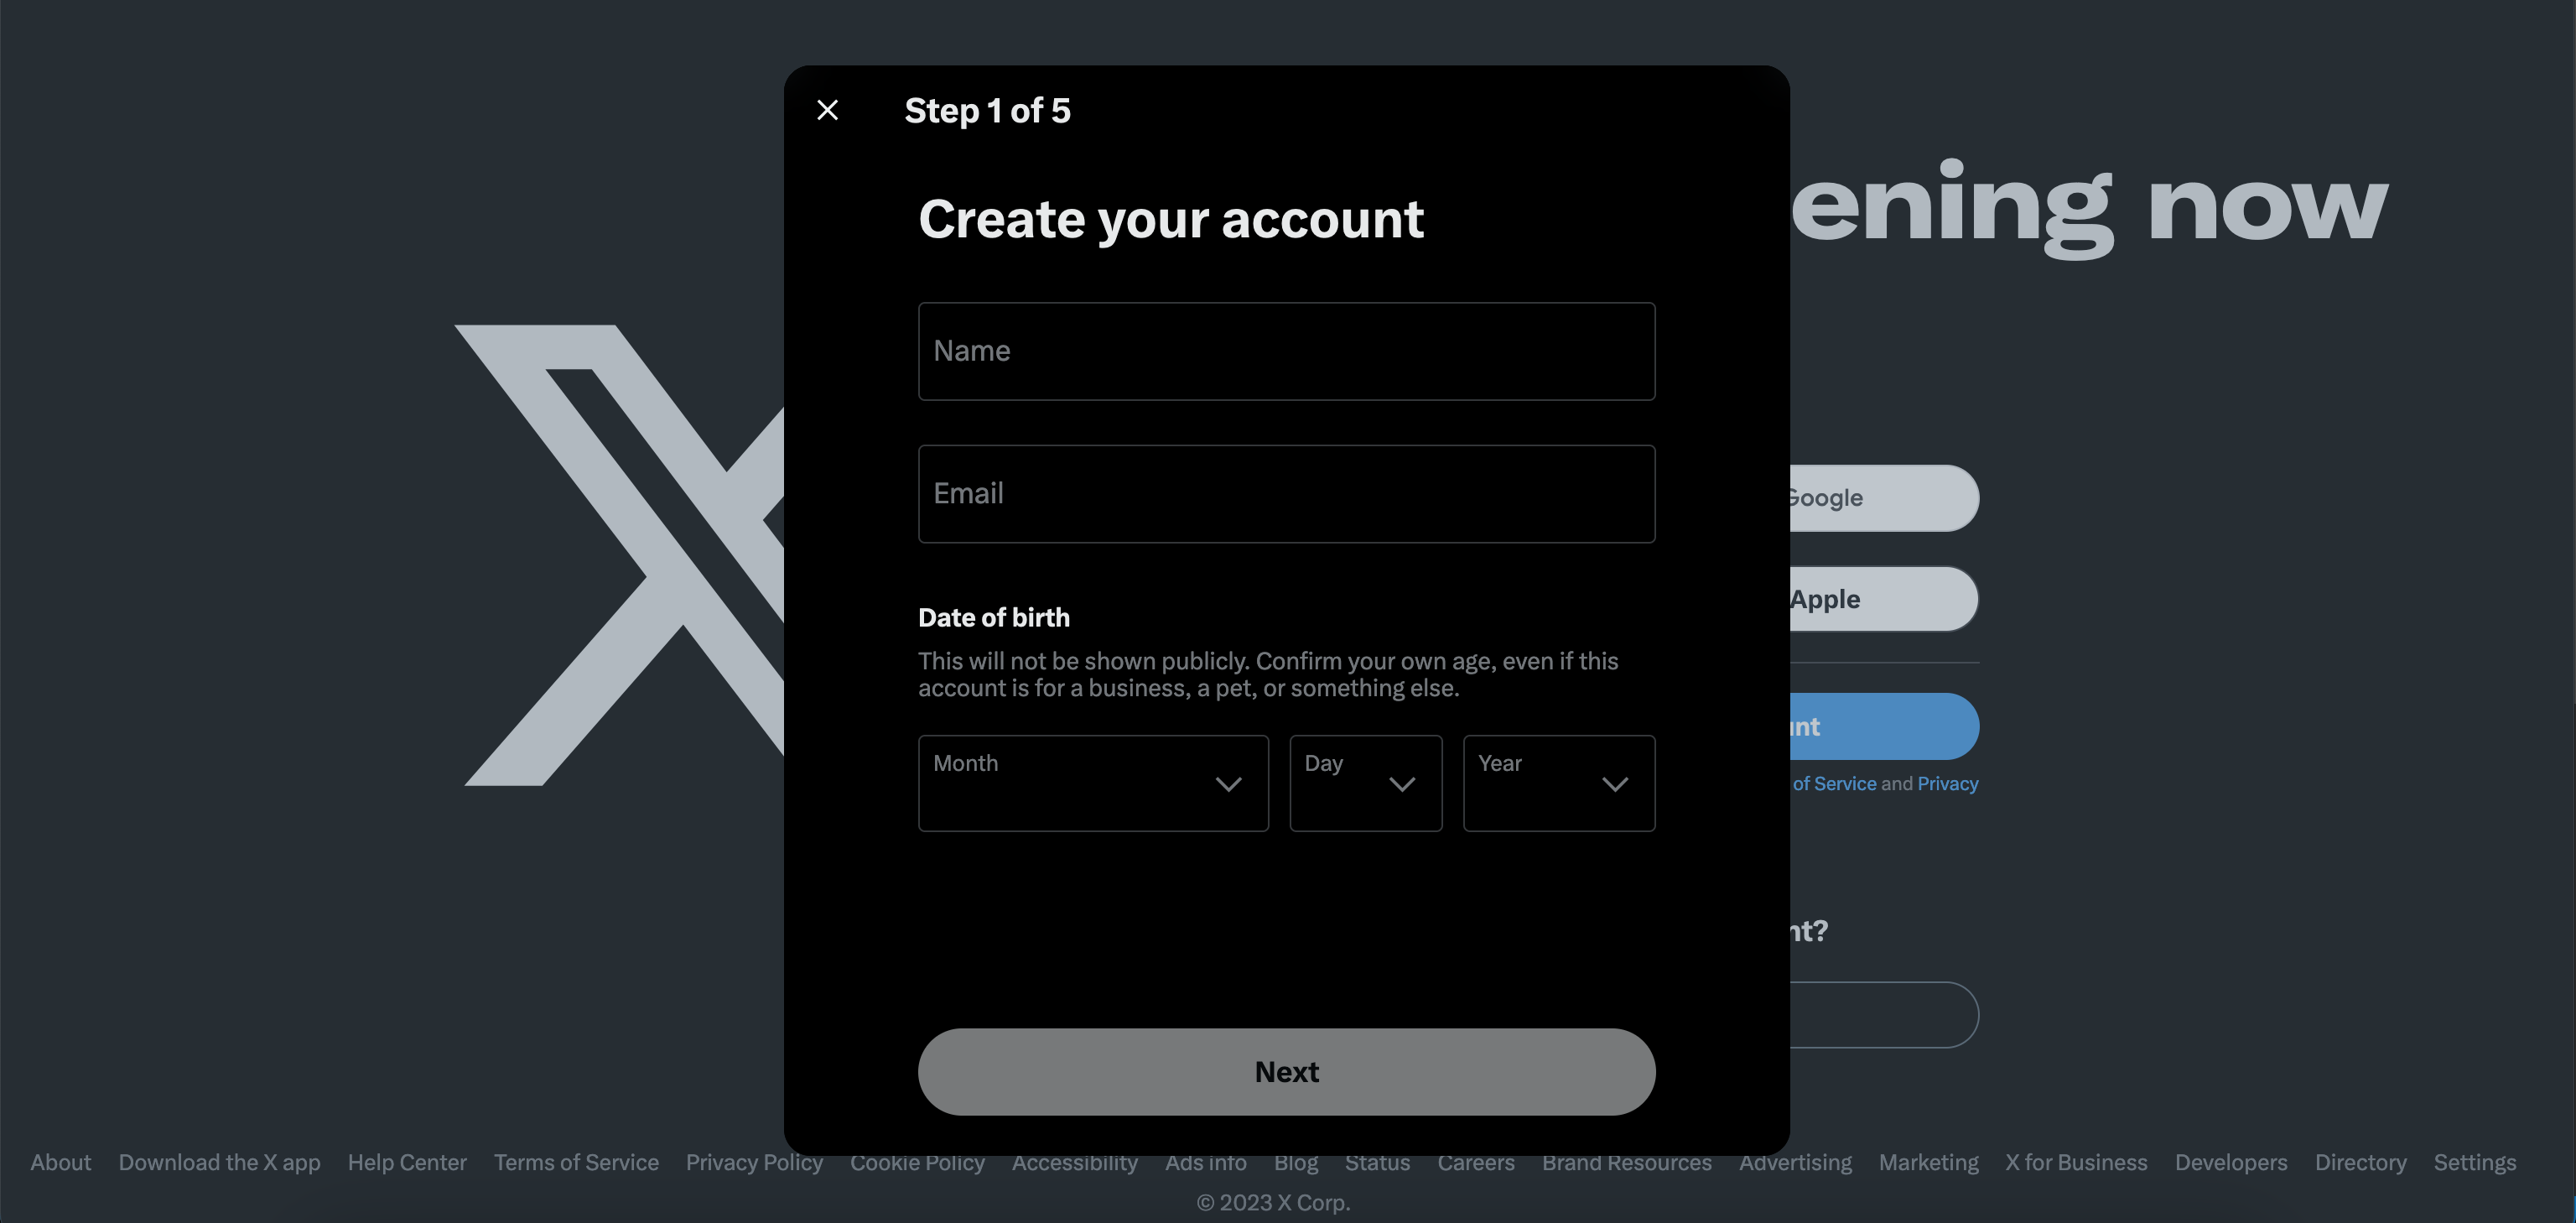 Step 1 of 5
Create your account
Name
Email
Date of birth
This will not be shown publicly. Confirm your own age, even if this
account is for a business, a pet, or something else.
Month Day Year
Next
ening now
Google
Apple
unt
of Service and Privacy
nt?
About Download the X app Help Center Terms of Service Privacy Policy Cookie Policy Accessibility Ads info Blog Status Careers Brand Resources Advertising Marketing X for Business Developers Directory Settings
© 2023 X Corp.